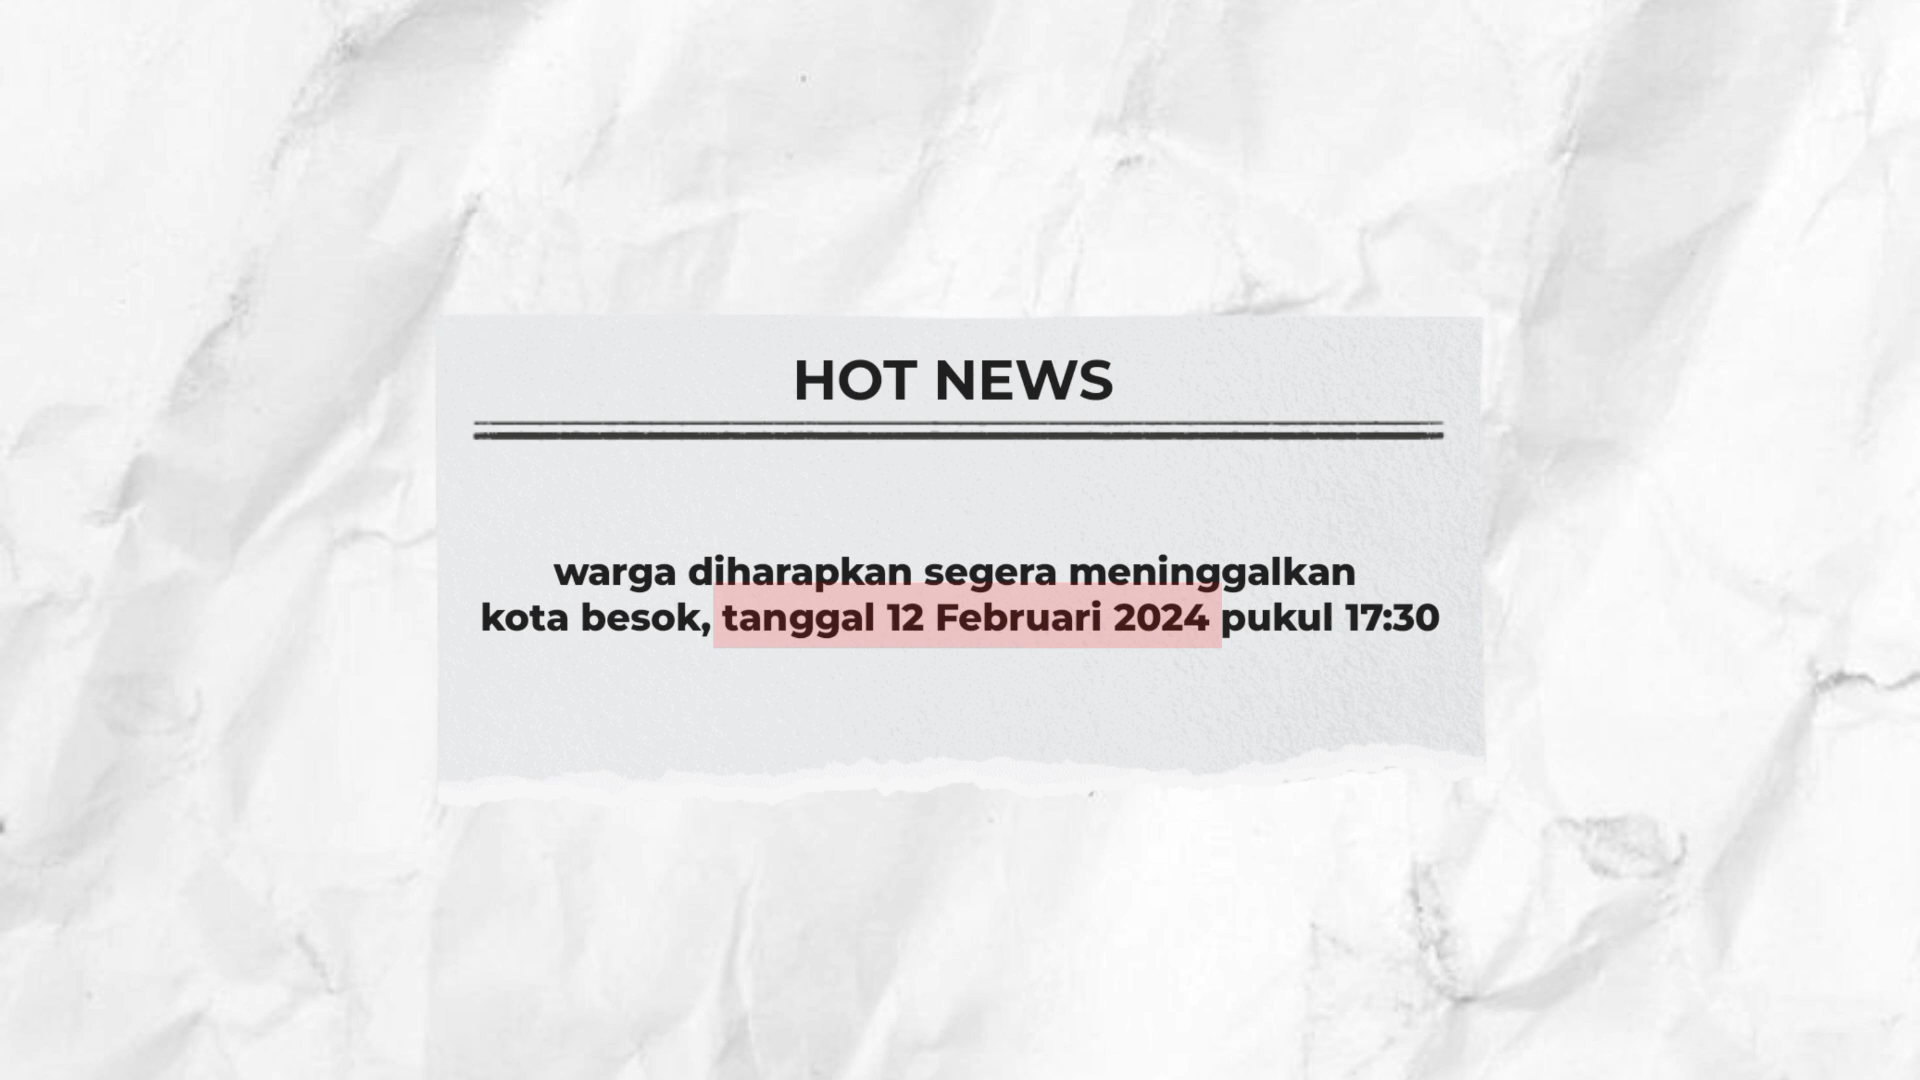 HOT NEWS
warga diharapkan segera meninggalkan
kota besok, tanggal 12 Februari 2024 pukul 17:30